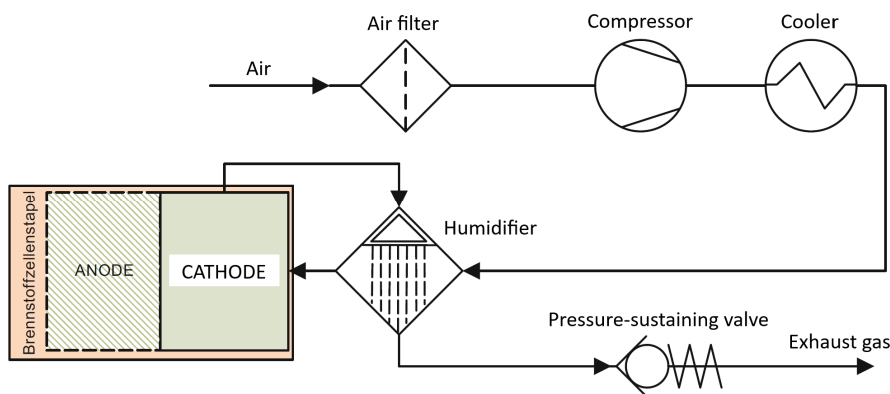 Air
Air filter
Compressor
Cooler
Brennstoffzellenstapel
ANODE
CATHODE
Humidifier
Pressure-sustaining valve
Exhaust gas